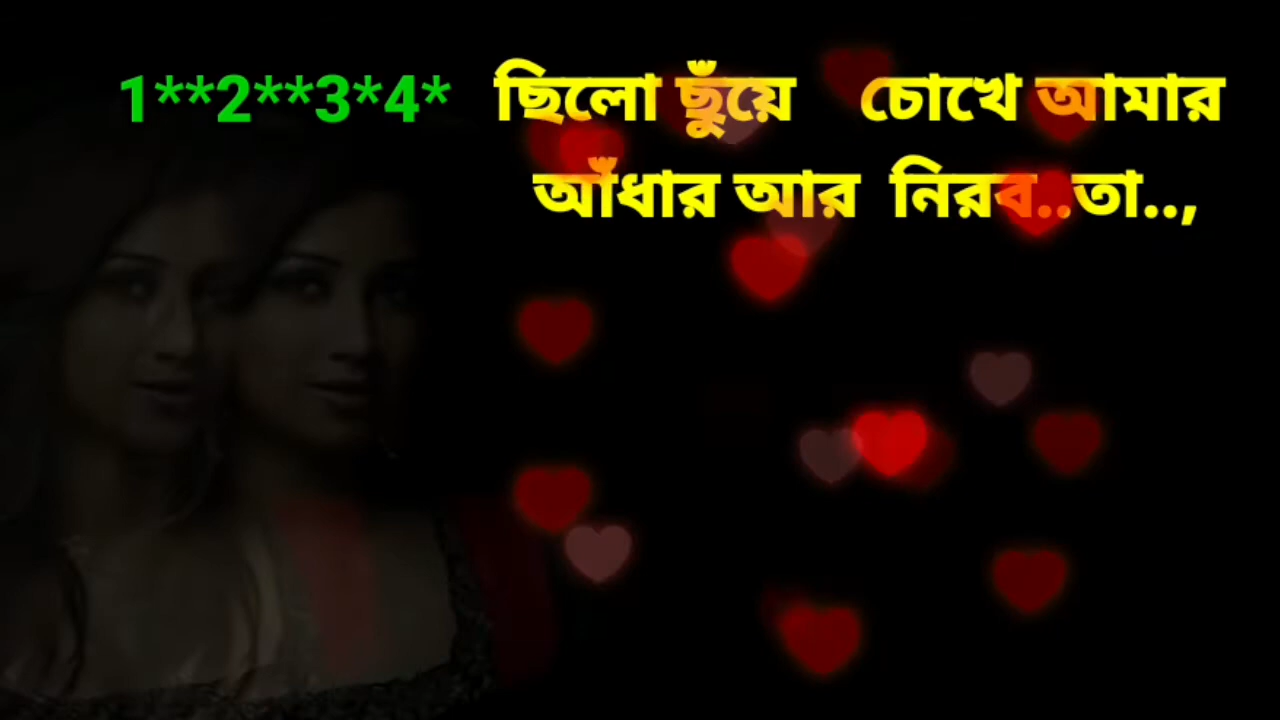 1**2**3*4* ছিলো ছুঁয়ে চোখে আমার
আঁধার আর নিরব..তা..,